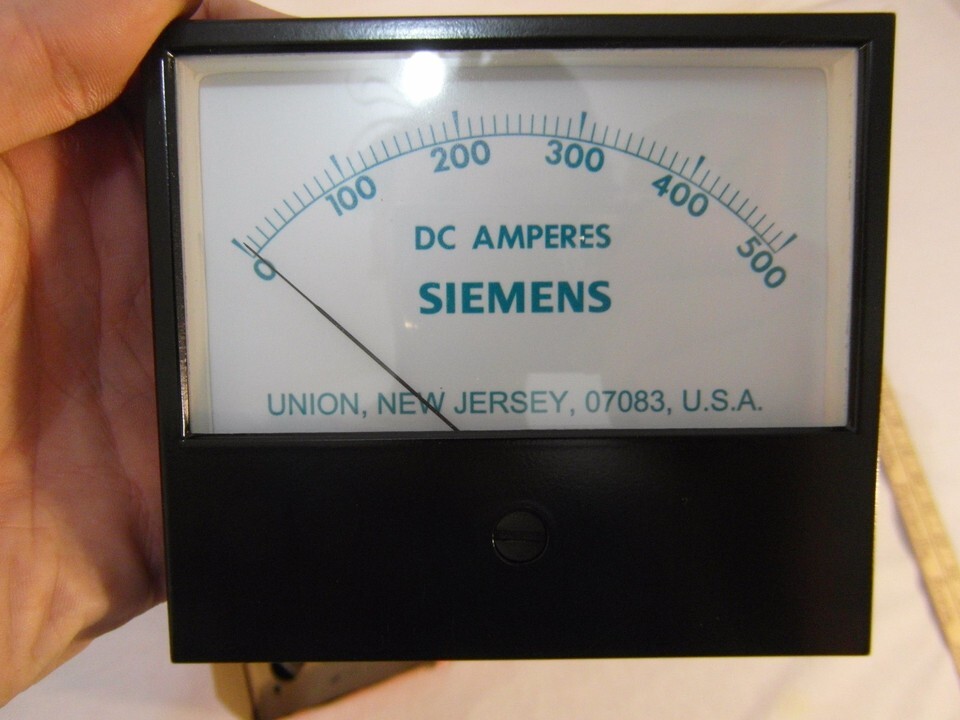 0 100 200 300 400 500
DC AMPERES
SIEMENS
UNION, NEW JERSEY, 07083, U.S.A.